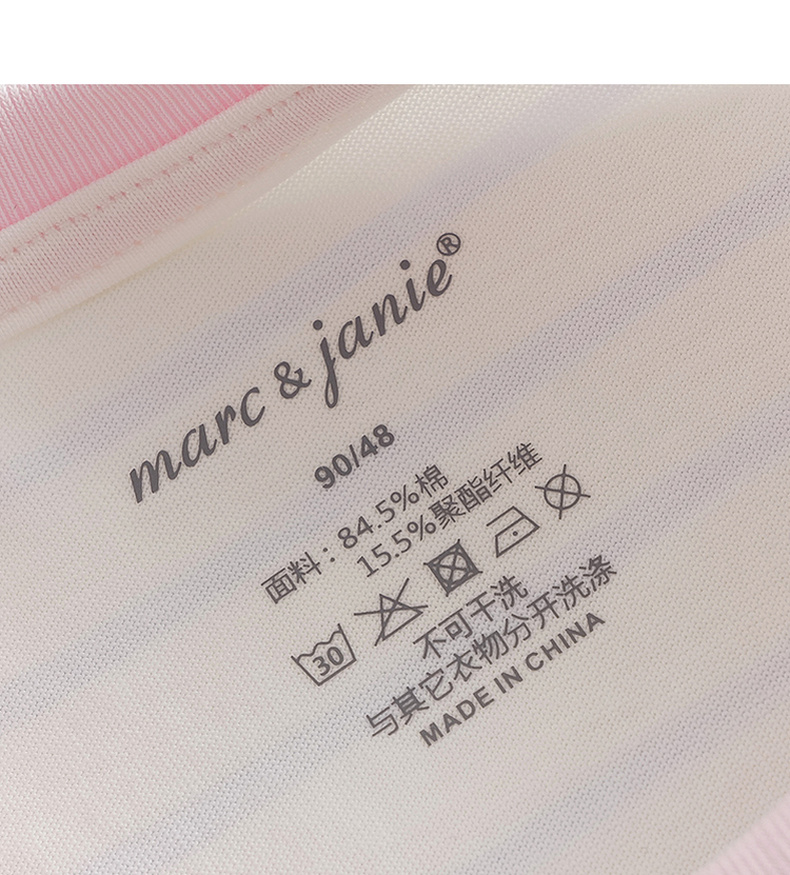 marc & janie®
90/48
面料：84.5%棉
15.5%聚酯纤维
30
不可干洗
与其它衣物分开洗涤
MADE IN CHINA